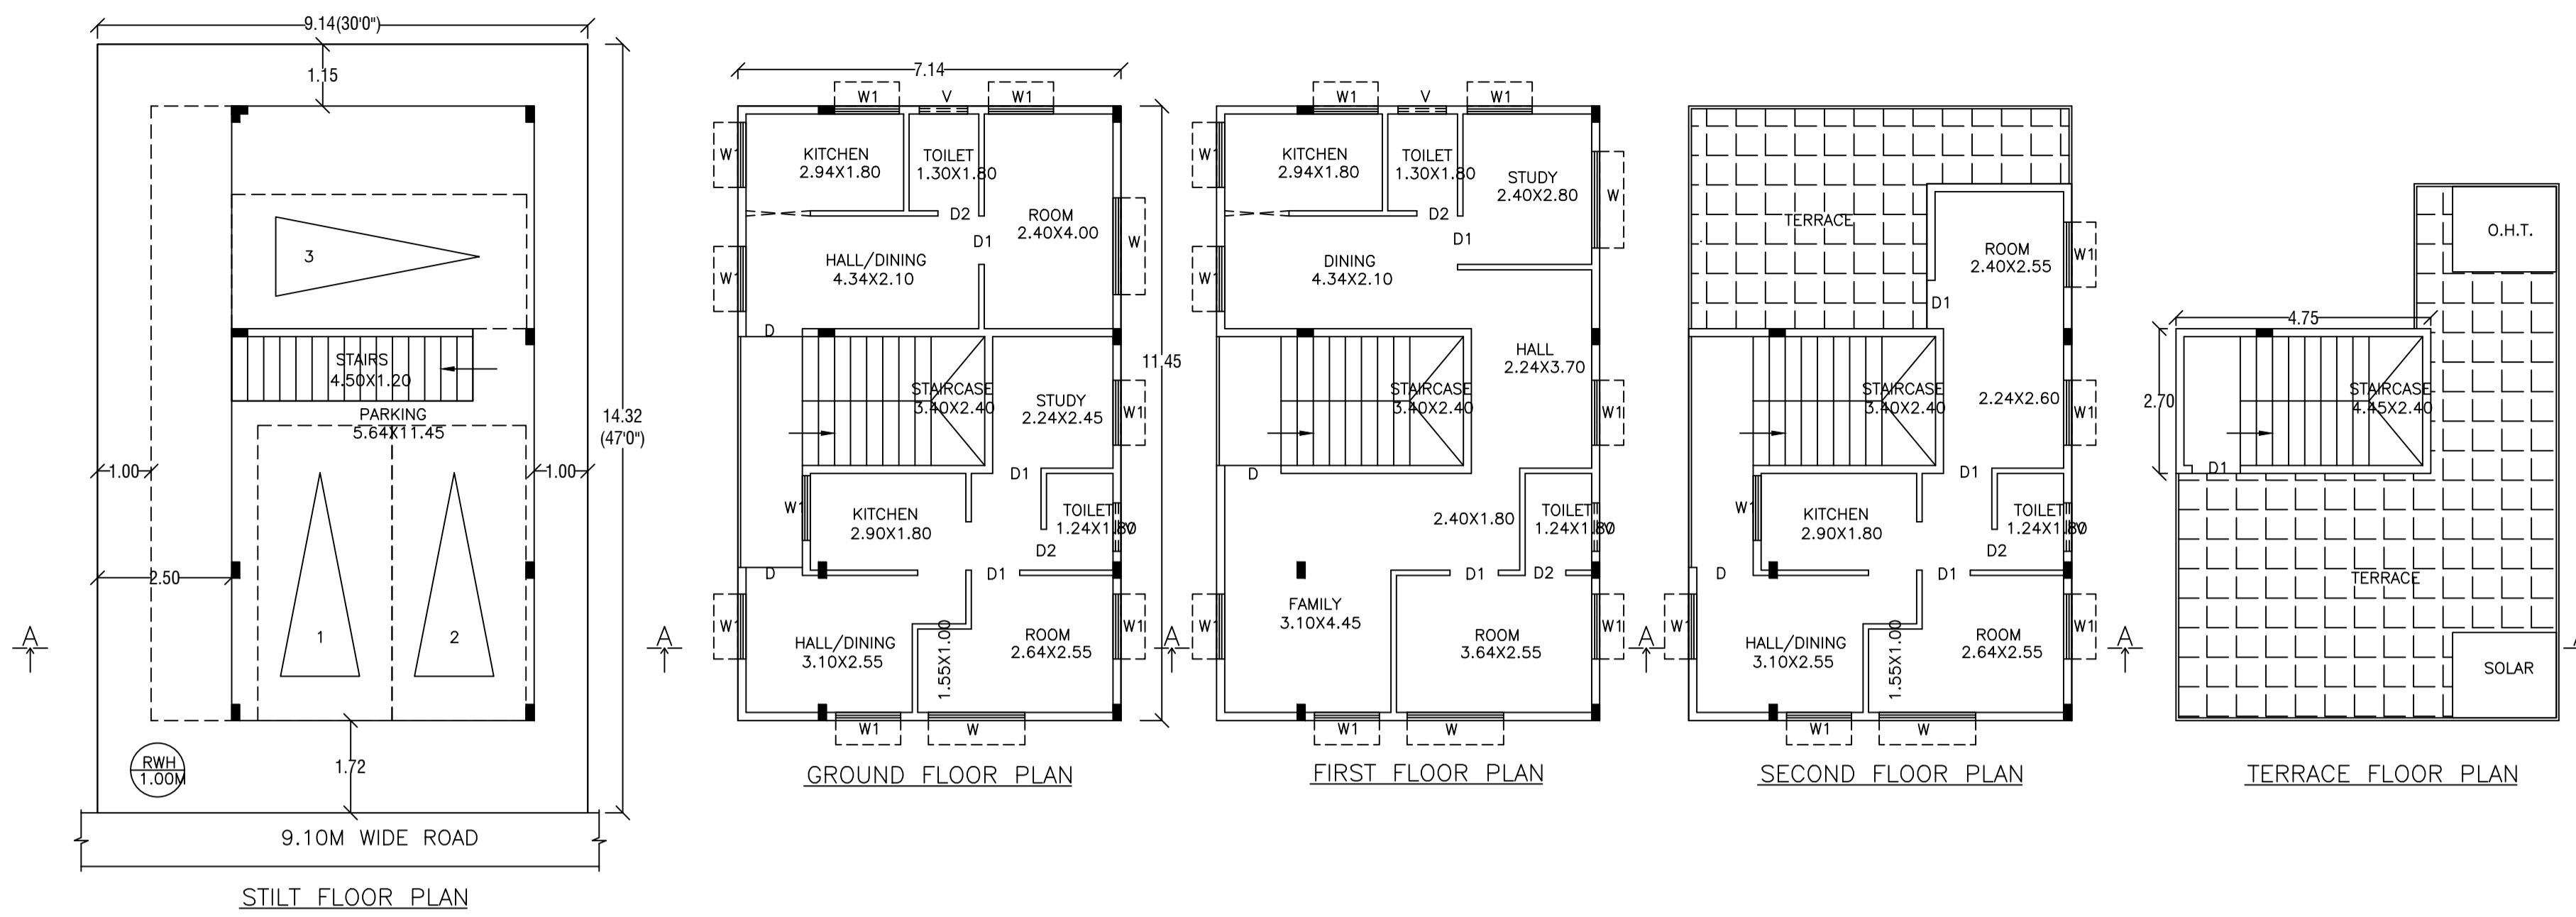 9.14(30'0")
1.15
3
STAIRS
4.50X1.20
PARKING
5.64X11.45
14.32
(47'0")
1.00
1.00
2.50
1
2
A
A
RWH
1.00M
1.72
9.10M WIDE ROAD
STILT FLOOR PLAN
7.14
W1
V
W1
W1
KITCHEN
2.94X1.80
TOILET
1.30X1.80
D2
ROOM
2.40X4.00
D1
W
W1
HALL/DINING
4.34X2.10
D
11.45
STAIRCASE
3.40X2.40
STUDY
2.24X2.45
W1
D1
W1
KITCHEN
2.90X1.80
TOILET
1.24X1.80
V
D2
D
D1
W1
HALL/DINING
3.10X2.55
1.55X1.00
ROOM
2.64X2.55
W1
A
W1
W
GROUND FLOOR PLAN
W1
V
W1
W1
KITCHEN
2.94X1.80
TOILET
1.30X1.80
STUDY
2.40X2.80
W
D2
D1
W1
DINING
4.34X2.10
HALL
2.24X3.70
STAIRCASE
3.40X2.40
W1
D
2.40X1.80
TOILET
1.24X1.80
V
D1
D2
W1
FAMILY
3.10X4.45
ROOM
3.64X2.55
W1
A
W1
W
FIRST FLOOR PLAN
TERRACE
ROOM
2.40X2.55
W1
D1
STAIRCASE
3.40X2.40
2.24X2.60
W1
D1
W1
KITCHEN
2.90X1.80
TOILET
1.24X1.80
V
D2
D
D1
W1
HALL/DINING
3.10X2.55
1.55X1.00
ROOM
2.64X2.55
W1
A
W1
W
SECOND FLOOR PLAN
O.H.T.
4.75
2.70
STAIRCASE
4.45X2.40
D1
TERRACE
SOLAR
TERRACE FLOOR PLAN